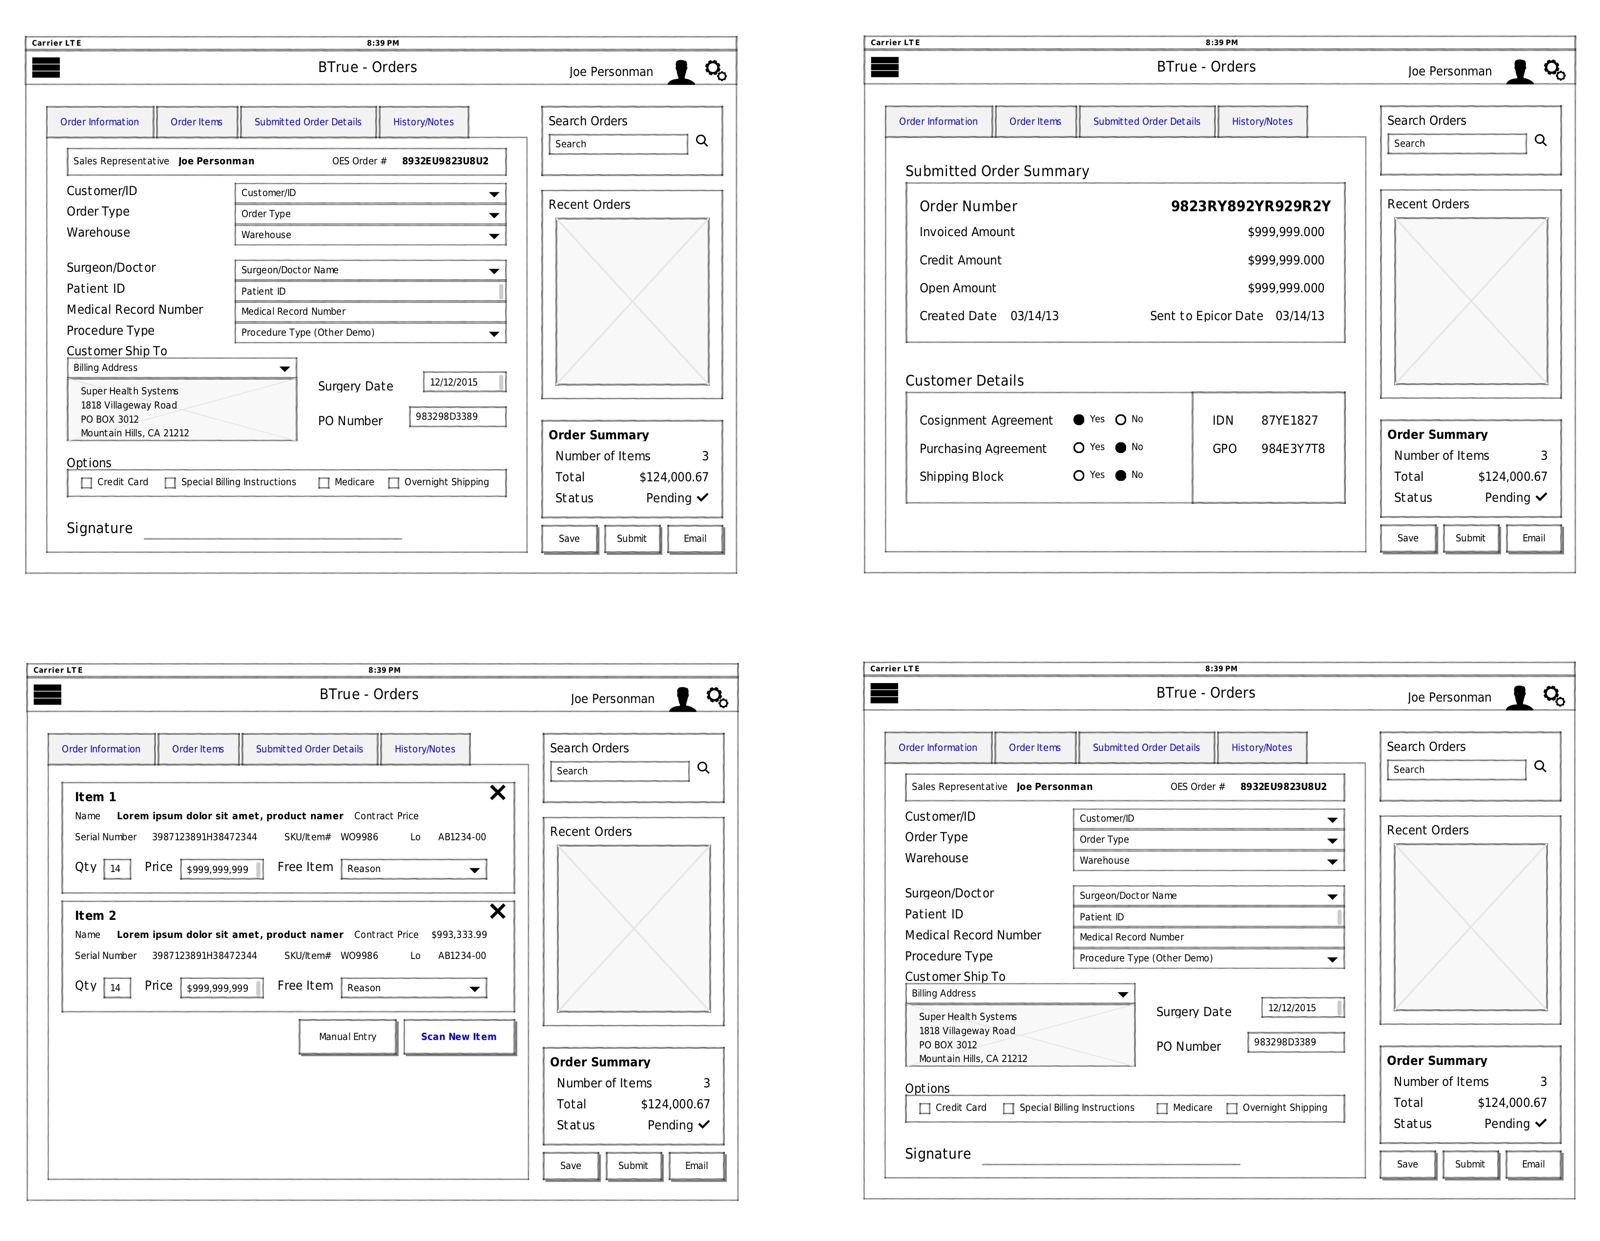 Carrier LTE 8:39 PM
BTrue - Orders Joe Personman
Order Information Order Items Submitted Order Details History/Notes
Sales Representative Joe Personman OES Order # 8932EU9823U8U2
Customer/ID Customer/ID
Order Type Order Type
Warehouse Warehouse
Surgeon/Doctor Surgeon/Doctor Name
Patient ID Patient ID
Medical Record Number Medical Record Number
Procedure Type Procedure Type (Other Demo)
Customer Ship To
Billing Address
Super Health Systems
1818 Villageway Road
PO BOX 3012
Mountain Hills, CA 21212
Surgery Date 12/12/2015
PO Number 983298D3389
Options
Credit Card Special Billing Instructions Medicare Overnight Shipping
Signature
Search Orders
Search
Recent Orders
Order Summary
Number of Items 3
Total $124,000.67
Status Pending
Save Submit Email
Carrier LTE 8:39 PM
BTrue - Orders Joe Personman
Order Information Order Items Submitted Order Details History/Notes
Submitted Order Summary
Order Number 9823RY892YR929R2Y
Invoiced Amount $999,999.000
Credit Amount $999,999.000
Open Amount $999,999.000
Created Date 03/14/13 Sent to Epicor Date 03/14/13
Customer Details
Cosignment Agreement Yes No
Purchasing Agreement Yes No
Shipping Block Yes No
IDN 87YE1827
GPO 984E3Y7T8
Search Orders
Search
Recent Orders
Order Summary
Number of Items 3
Total $124,000.67
Status Pending
Save Submit Email
Carrier LTE 8:39 PM
BTrue - Orders Joe Personman
Order Information Order Items Submitted Order Details History/Notes
Item 1
Name Lorem ipsum dolor sit amet, product namer Contract Price
Serial Number 3987123891H38472344 SKU/Item# WO9986 Lo AB1234-00
Qty 14 Price $999,999,999 Free Item Reason
Item 2
Name Lorem ipsum dolor sit amet, product namer Contract Price $993,333.99
Serial Number 3987123891H38472344 SKU/Item# WO9986 Lo AB1234-00
Qty 14 Price $999,999,999 Free Item Reason
Manual Entry Scan New Item
Search Orders
Search
Recent Orders
Order Summary
Number of Items 3
Total $124,000.67
Status Pending
Save Submit Email
Carrier LTE 8:39 PM
BTrue - Orders Joe Personman
Order Information Order Items Submitted Order Details History/Notes
Sales Representative Joe Personman OES Order # 8932EU9823U8U2
Customer/ID Customer/ID
Order Type Order Type
Warehouse Warehouse
Surgeon/Doctor Surgeon/Doctor Name
Patient ID Patient ID
Medical Record Number Medical Record Number
Procedure Type Procedure Type (Other Demo)
Customer Ship To
Billing Address
Super Health Systems
1818 Villageway Road
PO BOX 3012
Mountain Hills, CA 21212
Surgery Date 12/12/2015
PO Number 983298D3389
Options
Credit Card Special Billing Instructions Medicare Overnight Shipping
Signature
Search Orders
Search
Recent Orders
Order Summary
Number of Items 3
Total $124,000.67
Status Pending
Save Submit Email